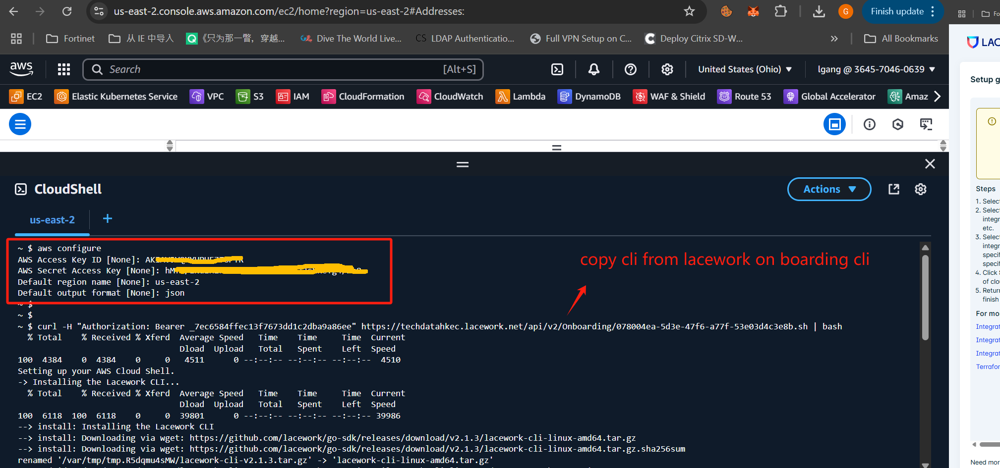 us-east-2.console.aws.amazon.com/ec2/home?region=us-east-2#Addresses:
G
Finish update
Fo
Fortinet
从 IE 中导入
《只为那一瞥，穿越...
Dive The World Live...
CS LDAP Authenticatio...
Full VPN Setup on C...
Deploy Citrix SD-W...
»
All Bookmarks
LAC
aws
Search
[Alt+S]
United States (Ohio)
lgang @ 3645-7046-0639
Setup g
EC2
Elastic Kubernetes Service
VPC
S3
IAM
CloudFormation
CloudWatch
Lambda
DynamoDB
WAF & Shield
Route 53
Global Accelerator
Amaz
CloudShell
Actions
us-east-2
+
~ $ aws configure
AWS Access Key ID [None]:
AWS Secret Access Key [None]:
Default region name [None]: us-east-2
Default output format [None]: json
~ $
~ $
copy cli from lacework on boarding cli
~ $ curl -H "Authorization: Bearer _7ec6584ffec13f7673dd1c2dba9a86ee" https://techdatahkec.lacework.net/api/v2/Onboarding/078004ea-5d3e-47f6-a77f-53e03d4c3e8b.sh | bash
% Total % Received % Xferd Average Speed Time Time Time Current
Dload Upload Total Spent Left Speed
100 4384 0 4384 0 0 4511 0 --:--:-- --:--:-- --:--:-- 4510
Setting up your AWS Cloud Shell.
-> Installing the Lacework CLI...
% Total % Received % Xferd Average Speed Time Time Time Current
Dload Upload Total Spent Left Speed
100 6118 100 6118 0 0 39801 0 --:--:-- --:--:-- --:--:-- 39986
--> install: Installing the Lacework CLI
--> install: Downloading via wget: https://github.com/lacework/go-sdk/releases/download/v2.1.3/lacework-cli-linux-amd64.tar.gz
--> install: Downloading via wget: https://github.com/lacework/go-sdk/releases/download/v2.1.3/lacework-cli-linux-amd64.tar.gz.sha256sum
renamed '/var/tmp/tmp.R5dqmu4sMW/lacework-cli-v2.1.3.tar.gz' -> 'lacework-cli-linux-amd64.tar.gz'
Steps
1. Selec
2. Selec
integr
etc.
3. Selec
integr
specif
specif
4. Click
of clo
5. Return
finish
For mo
Integrat
Integrat
Integrat
Terrafor
Need mor